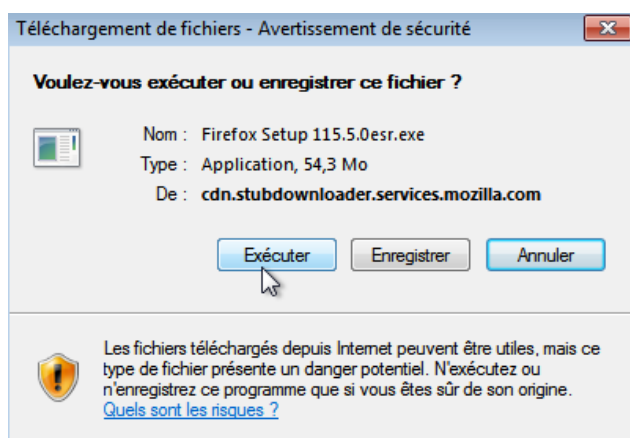 Téléchargement de fichiers - Avertissement de sécurité
Voulez-vous exécuter ou enregistrer ce fichier ?
Nom : Firefox Setup 115.5.0esr.exe
Type : Application, 54,3 Mo
De : cdn.stubdownloader.services.mozilla.com
Exécuter Enregistrer Annuler
Les fichiers téléchargés depuis Internet peuvent être utiles, mais ce
type de fichier présente un danger potentiel. N'exécutez ou
n'enregistrez ce programme que si vous êtes sûr de son origine.
Quels sont les risques ?